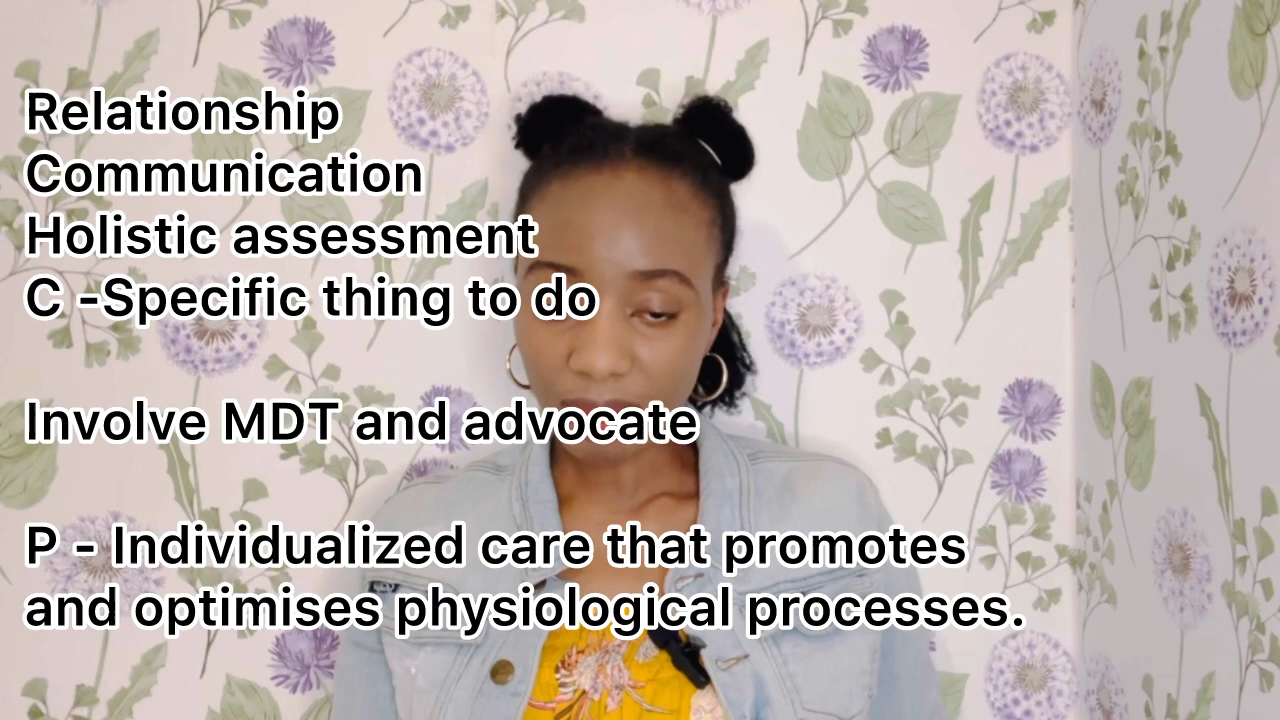 Relationship
Communication
Holistic assessment
C -Specific thing to do
Involve MDT and advocate
P - Individualized care that promotes
and optimises physiological processes.